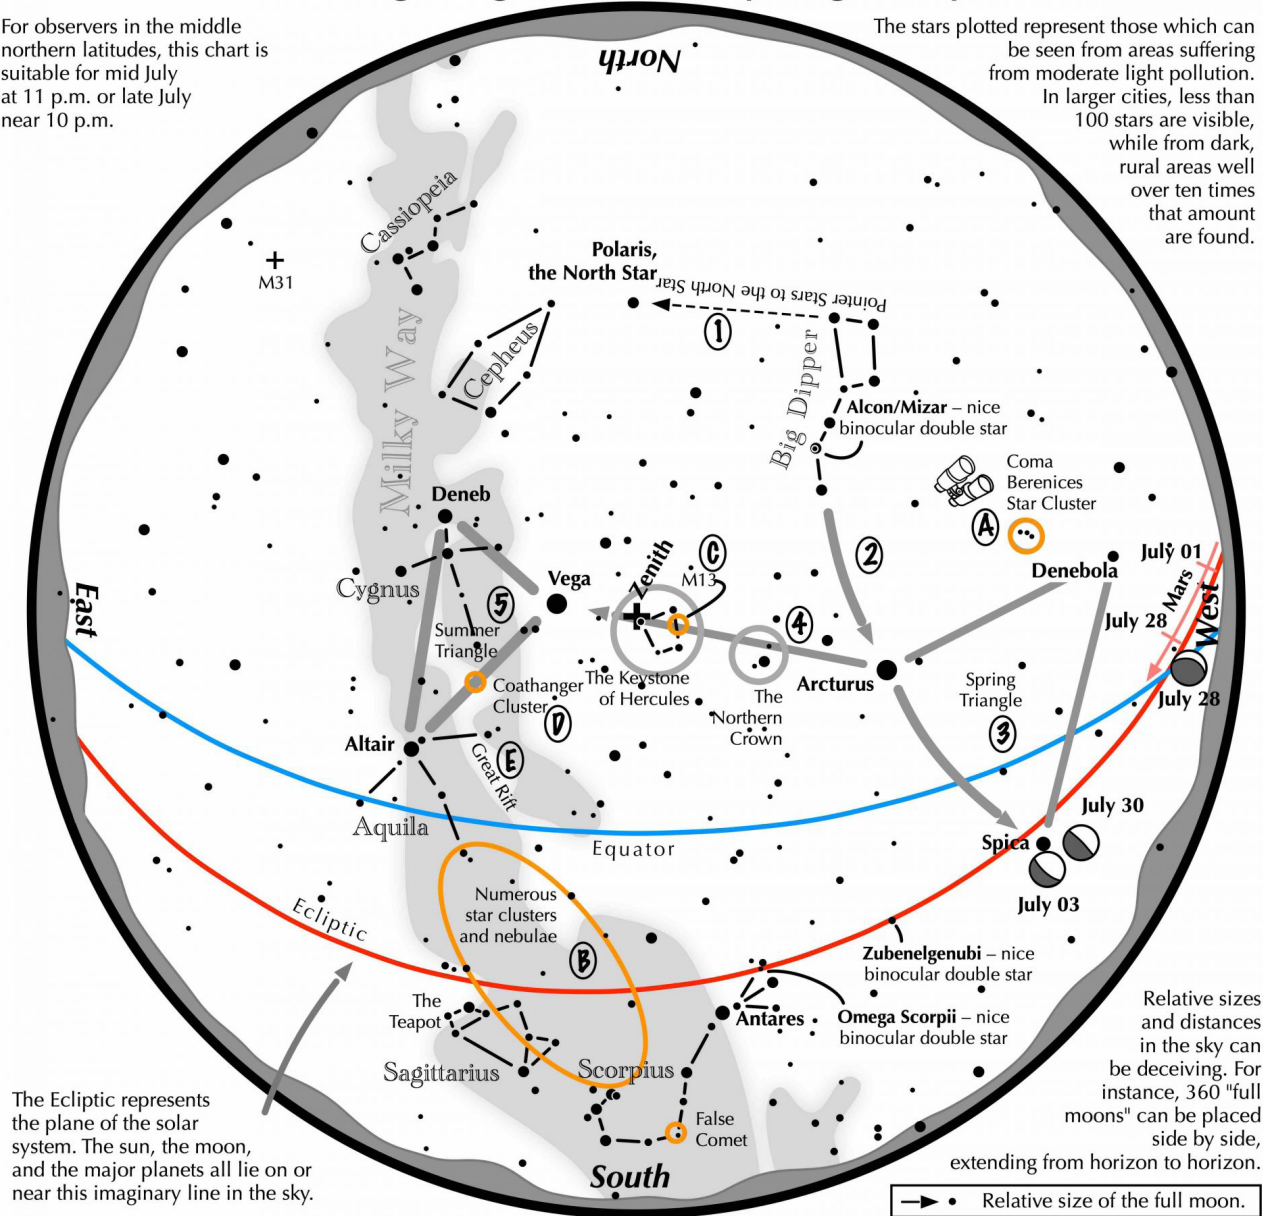 For observers in the middle
northern latitudes, this chart is
suitable for mid July
at 11 p.m. or late July
near 10 p.m.
The stars plotted represent those which can
be seen from areas suffering
from moderate light pollution.
In larger cities, less than
100 stars are visible,
while from dark,
rural areas well
over ten times
that amount
are found.
North
Cassiopeia
M31
Polaris,
the North Star
Pointer Stars to the North Star
1
Cepheus
Milky Way
Big Dipper
Alcon/Mizar – nice
binocular double star
Coma
Berenices
Star Cluster
A
Deneb
2
C
Zenith
M13
July 01
Denebola
Mars
West
July 28
July 28
East
Cygnus
Vega
5
Summer
Triangle
4
Coathanger
Cluster
D
The Keystone
of Hercules
The
Northern
Crown
Arcturus
Spring
Triangle
3
Altair
E
Great Rift
Aquila
Equator
July 30
Spica
July 03
Ecliptic
Numerous
star clusters
and nebulae
B
Zubenelgenubi – nice
binocular double star
The
Teapot
Antares
Omega Scorpii – nice
binocular double star
Sagittarius
Scorpius
False
Comet
South
The Ecliptic represents
the plane of the solar
system. The sun, the moon,
and the major planets all lie on or
near this imaginary line in the sky.
Relative sizes
and distances
in the sky can
be deceiving. For
instance, 360 "full
moons" can be placed
side by side,
extending from horizon to horizon.
Relative size of the full moon.